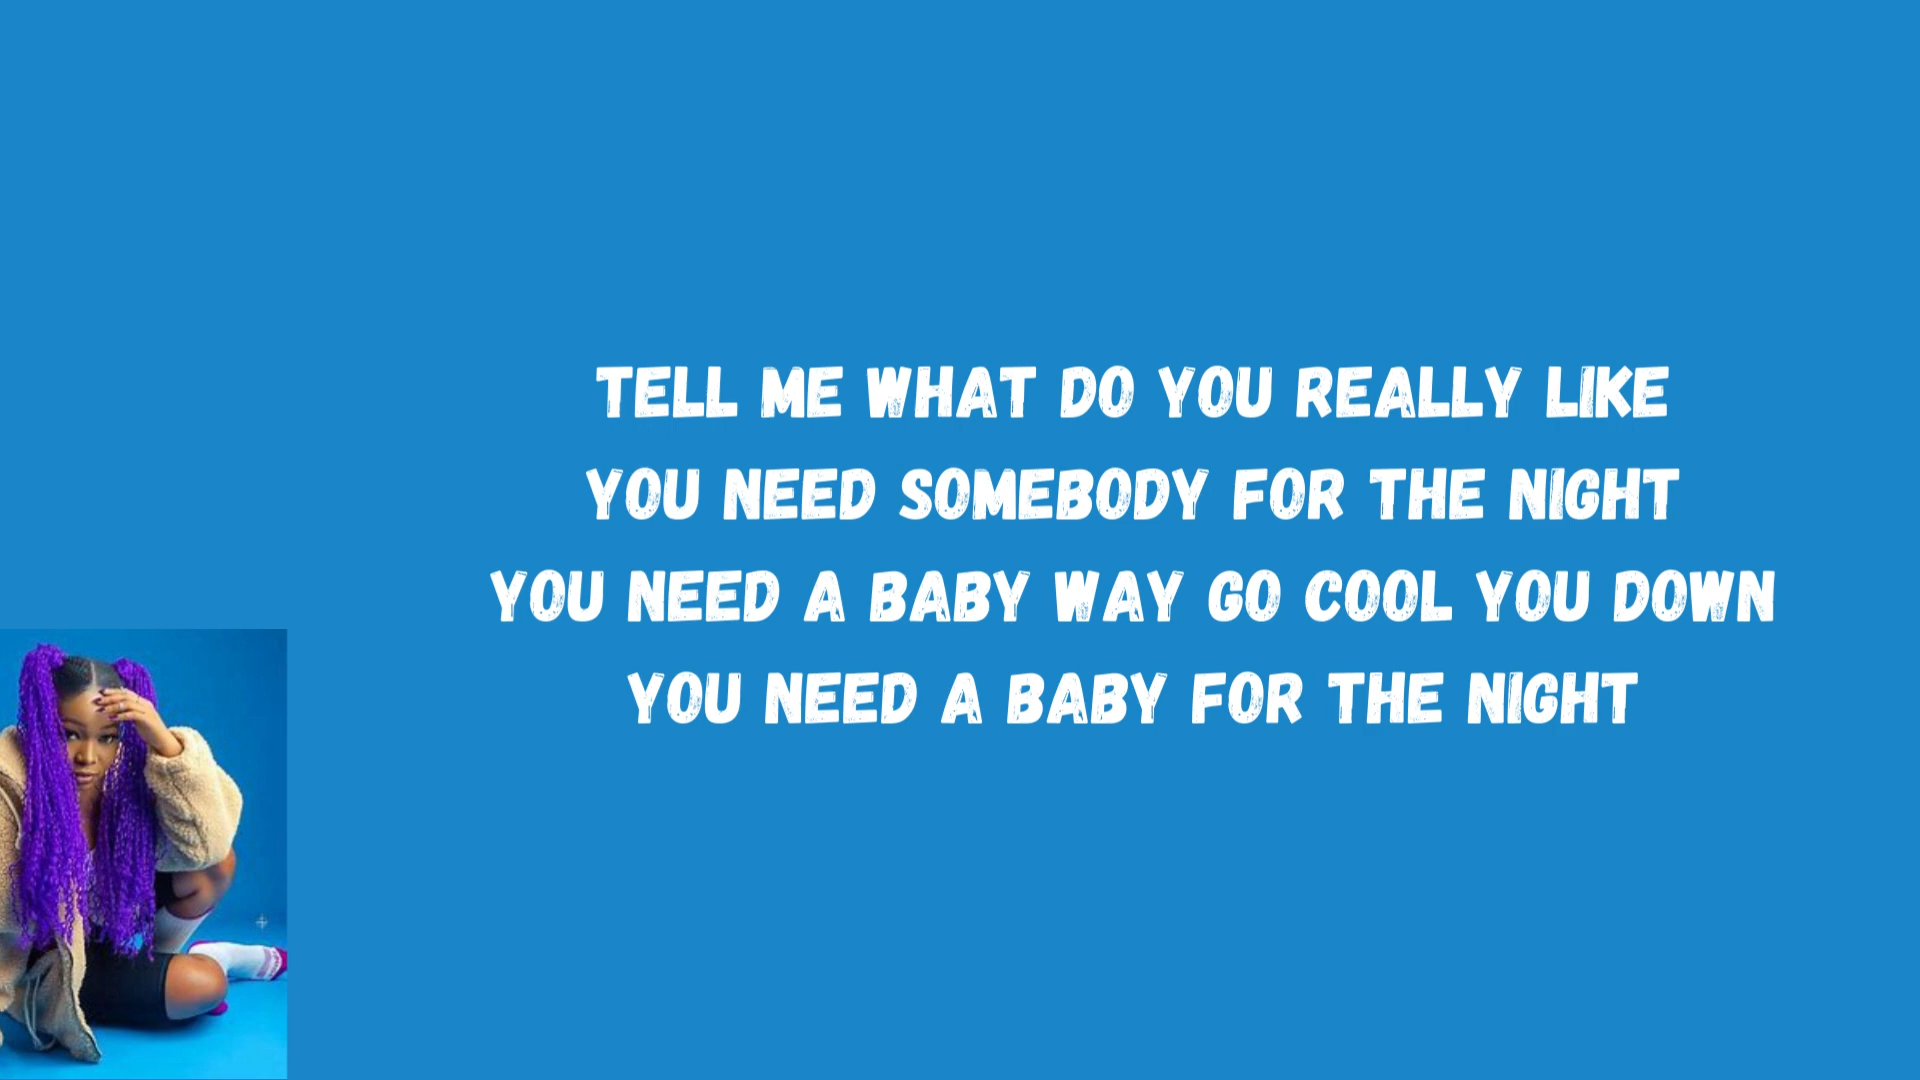 TELL ME WHAT DO YOU REALLY LIKE
YOU NEED SOMEBODY FOR THE NIGHT
YOU NEED A BABY WAY GO COOL YOU DOWN
YOU NEED A BABY FOR THE NIGHT